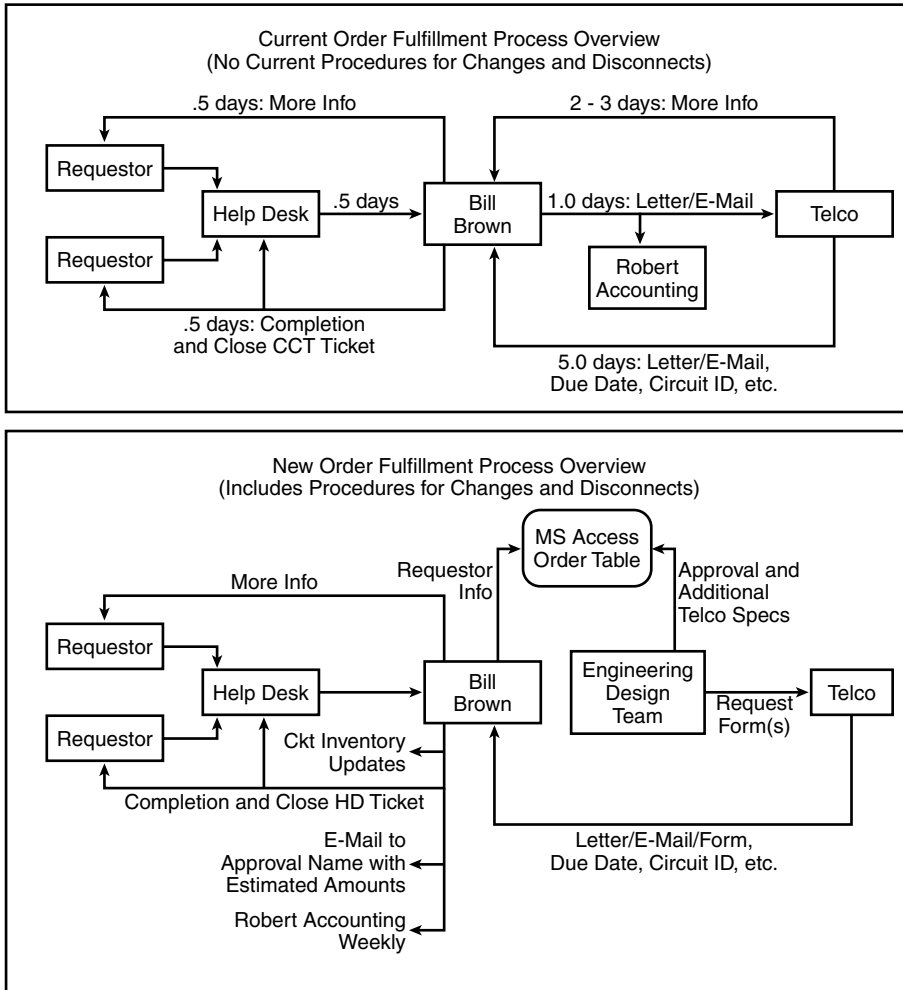 Current Order Fulfillment Process Overview
(No Current Procedures for Changes and Disconnects)
.5 days: More Info
2 - 3 days: More Info
Requestor
Help Desk
.5 days
Bill
Brown
1.0 days: Letter/E-Mail
Telco
Requestor
Robert
Accounting
.5 days: Completion
and Close CCT Ticket
5.0 days: Letter/E-Mail,
Due Date, Circuit ID, etc.
New Order Fulfillment Process Overview
(Includes Procedures for Changes and Disconnects)
MS Access
Order Table
Requestor
Info
Approval and
Additional
Telco Specs
More Info
Requestor
Help Desk
Bill
Brown
Engineering
Design
Team
Request
Form(s)
Telco
Requestor
Ckt Inventory
Updates
Completion and Close HD Ticket
Letter/E-Mail/Form,
Due Date, Circuit ID, etc.
E-Mail to
Approval Name with
Estimated Amounts
Robert Accounting
Weekly